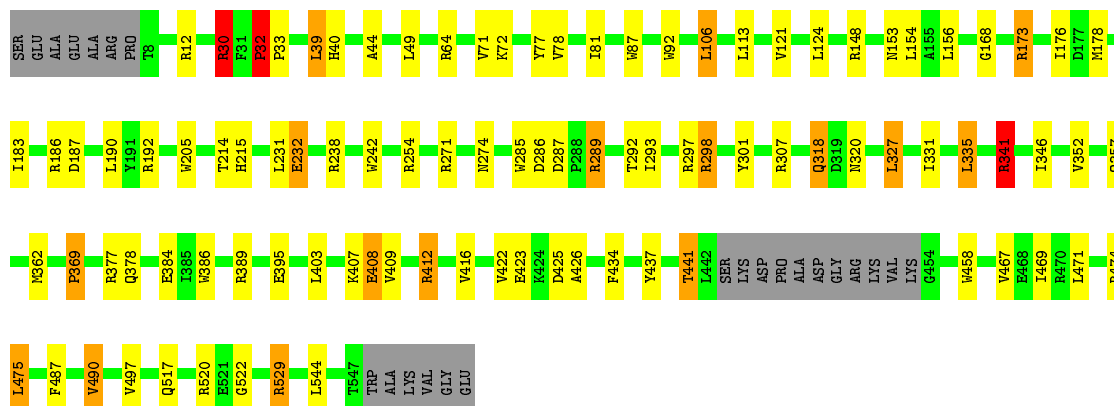 SER GLU ALA GLU ALA ARG PRO T8 R12 R30 F31 P32 P33 L39 H40 A44 L49 R64 V71 K72 Y77 V78 I81 W87 W92 L106 L113 V121 L124 R148 N153 L154 A155 L156 G168 R173 I176 D177 M178
I183 R186 D187 L190 Y191 R192 W205 T214 H215 L231 E232 R238 W242 R254 R271 N274 W285 D286 D287 P288 R289 T292 I293 R297 R298 Y301 R307 Q318 D319 N320 L327 I331 L335 R341 I346 V352
M362 P369 R377 Q378 E384 I385 W386 R389 E395 L403 K407 E408 V409 R412 V416 V422 E423 K424 D425 A426 F434 Y437 T441 L442 SER LYS ASP PRO ALA ASP GLY ARG LYS VAL LYS G454 W458 V467 E468 I469 R470 L471
L475 F487 V490 V497 Q517 R520 E521 G522 R529 L544 T547 TRP ALA LYS VAL GLY GLU